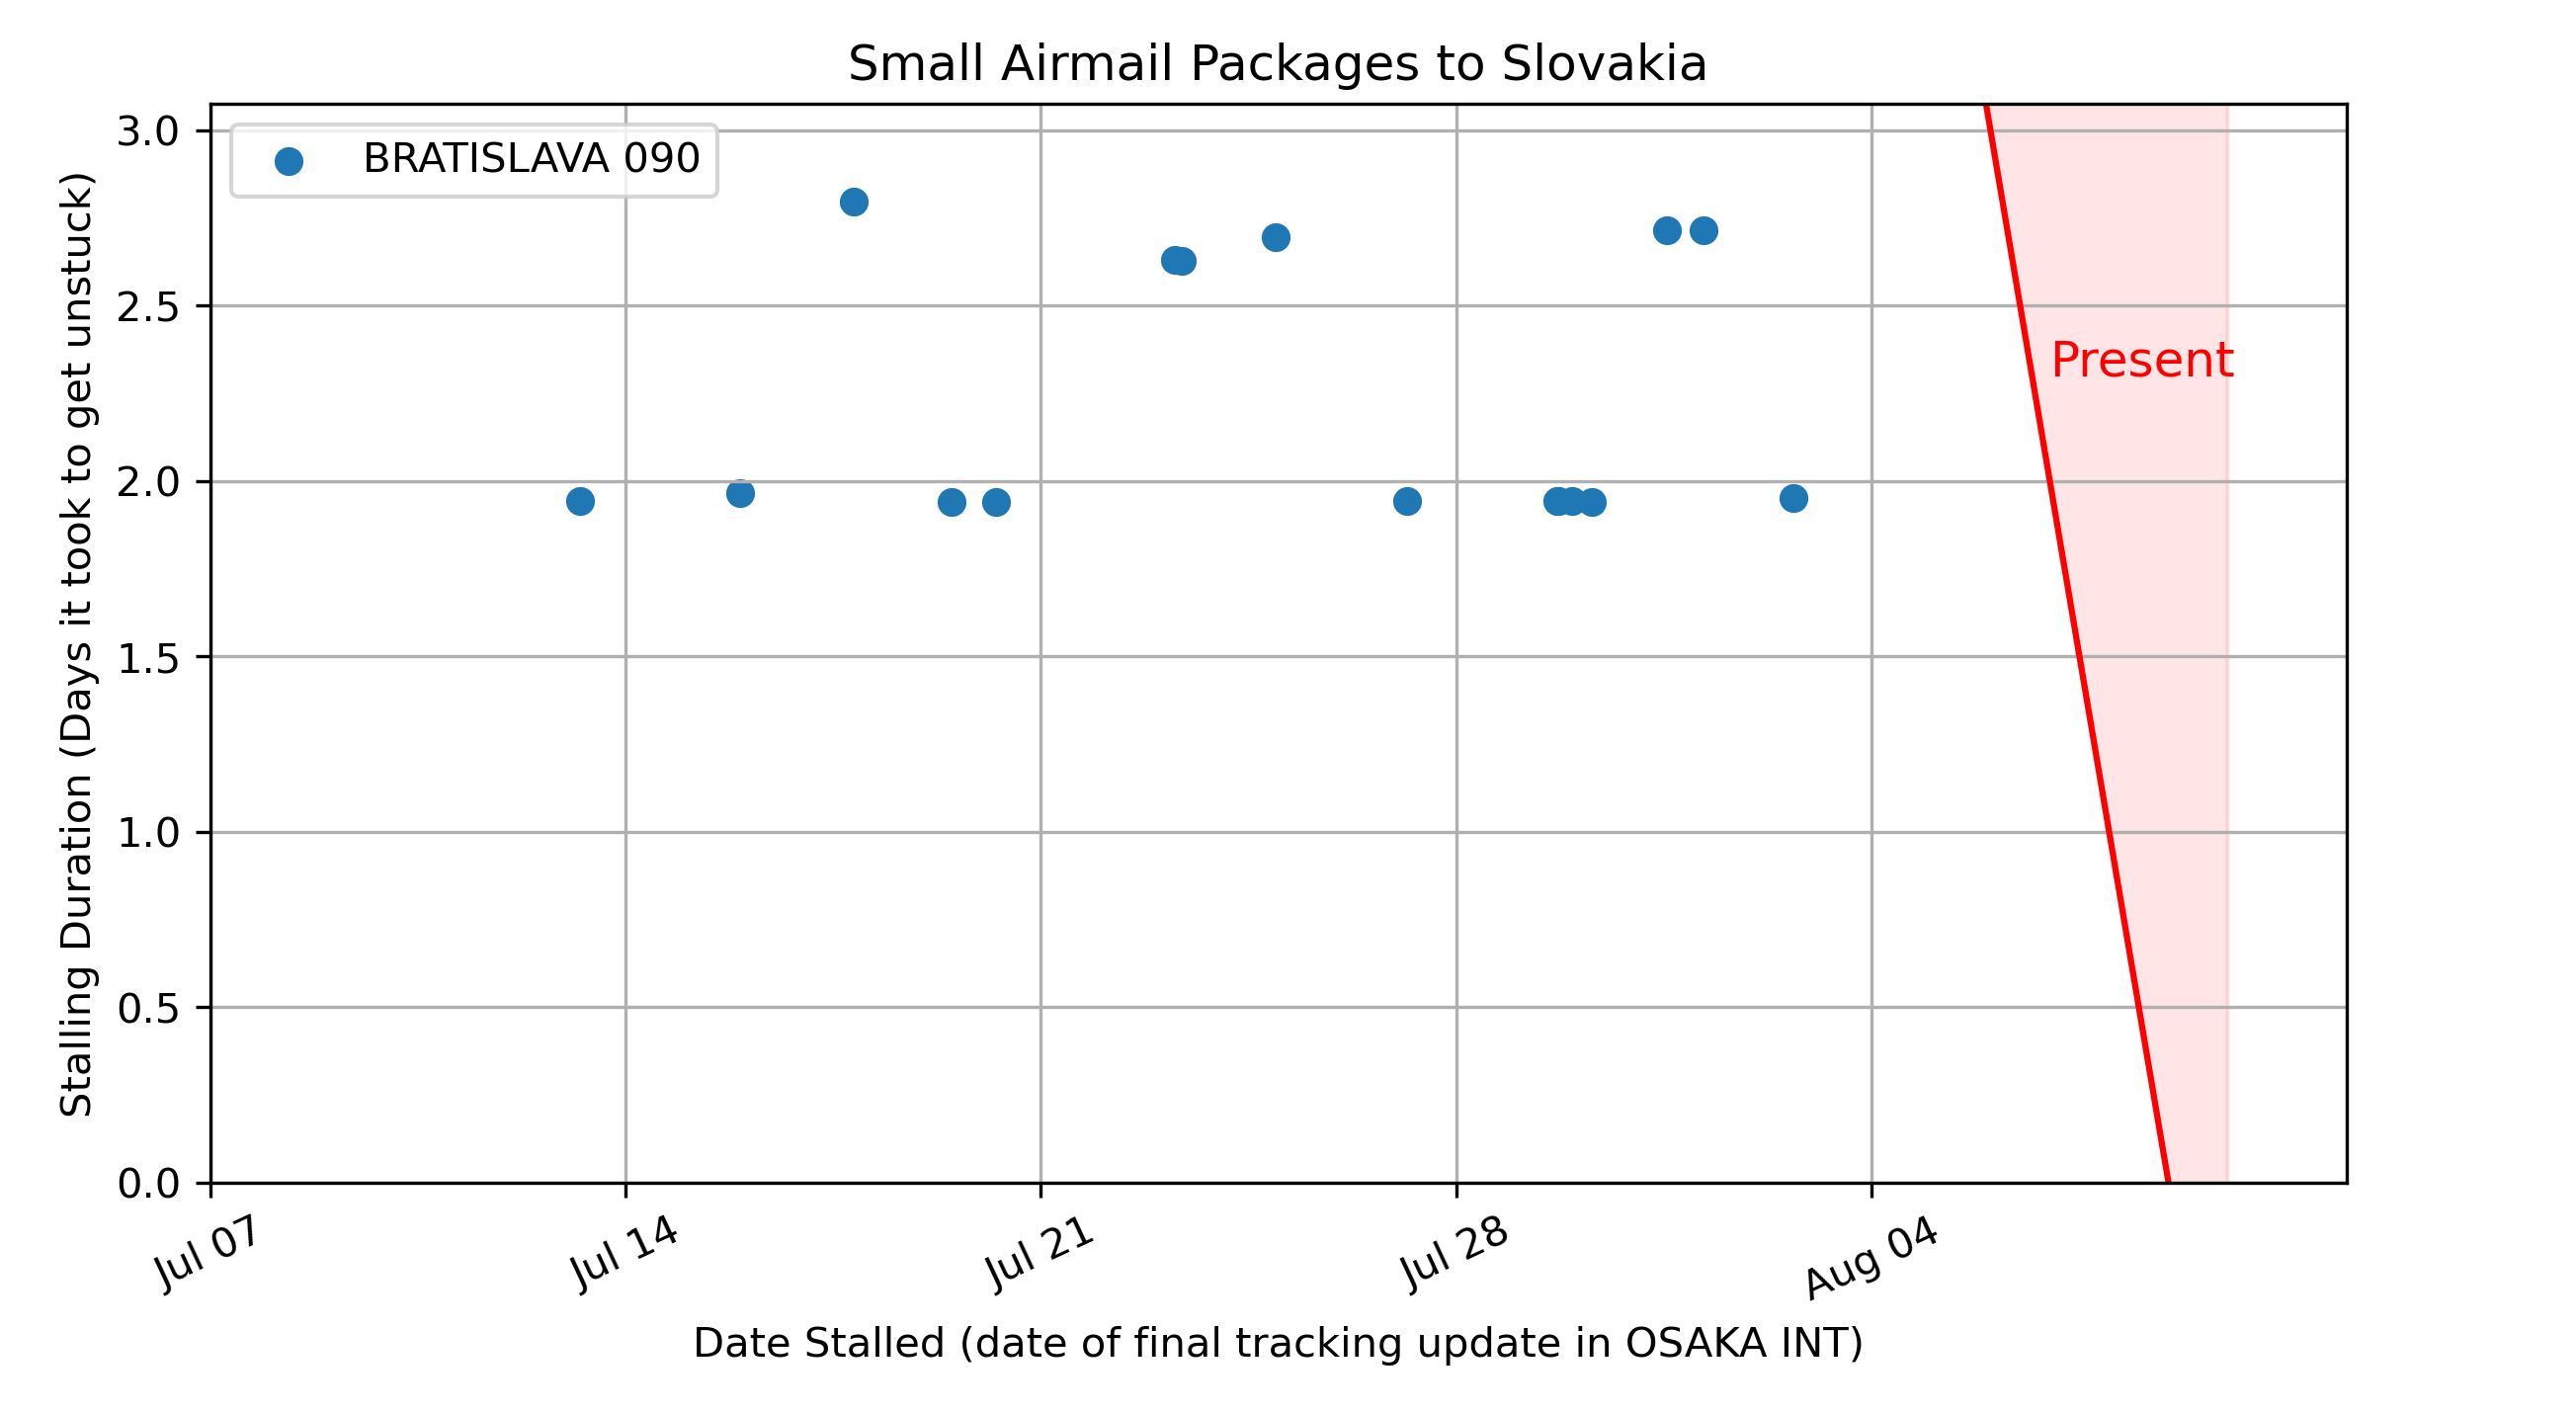 Small Airmail Packages to Slovakia
BRATISLAVA 090
Present
Stalling Duration (Days it took to get unstuck)
3.0
2.5
2.0
1.5
1.0
0.5
0.0
Jul 07
Jul 14
Jul 21
Jul 28
Aug 04
Date Stalled (date of final tracking update in OSAKA INT)